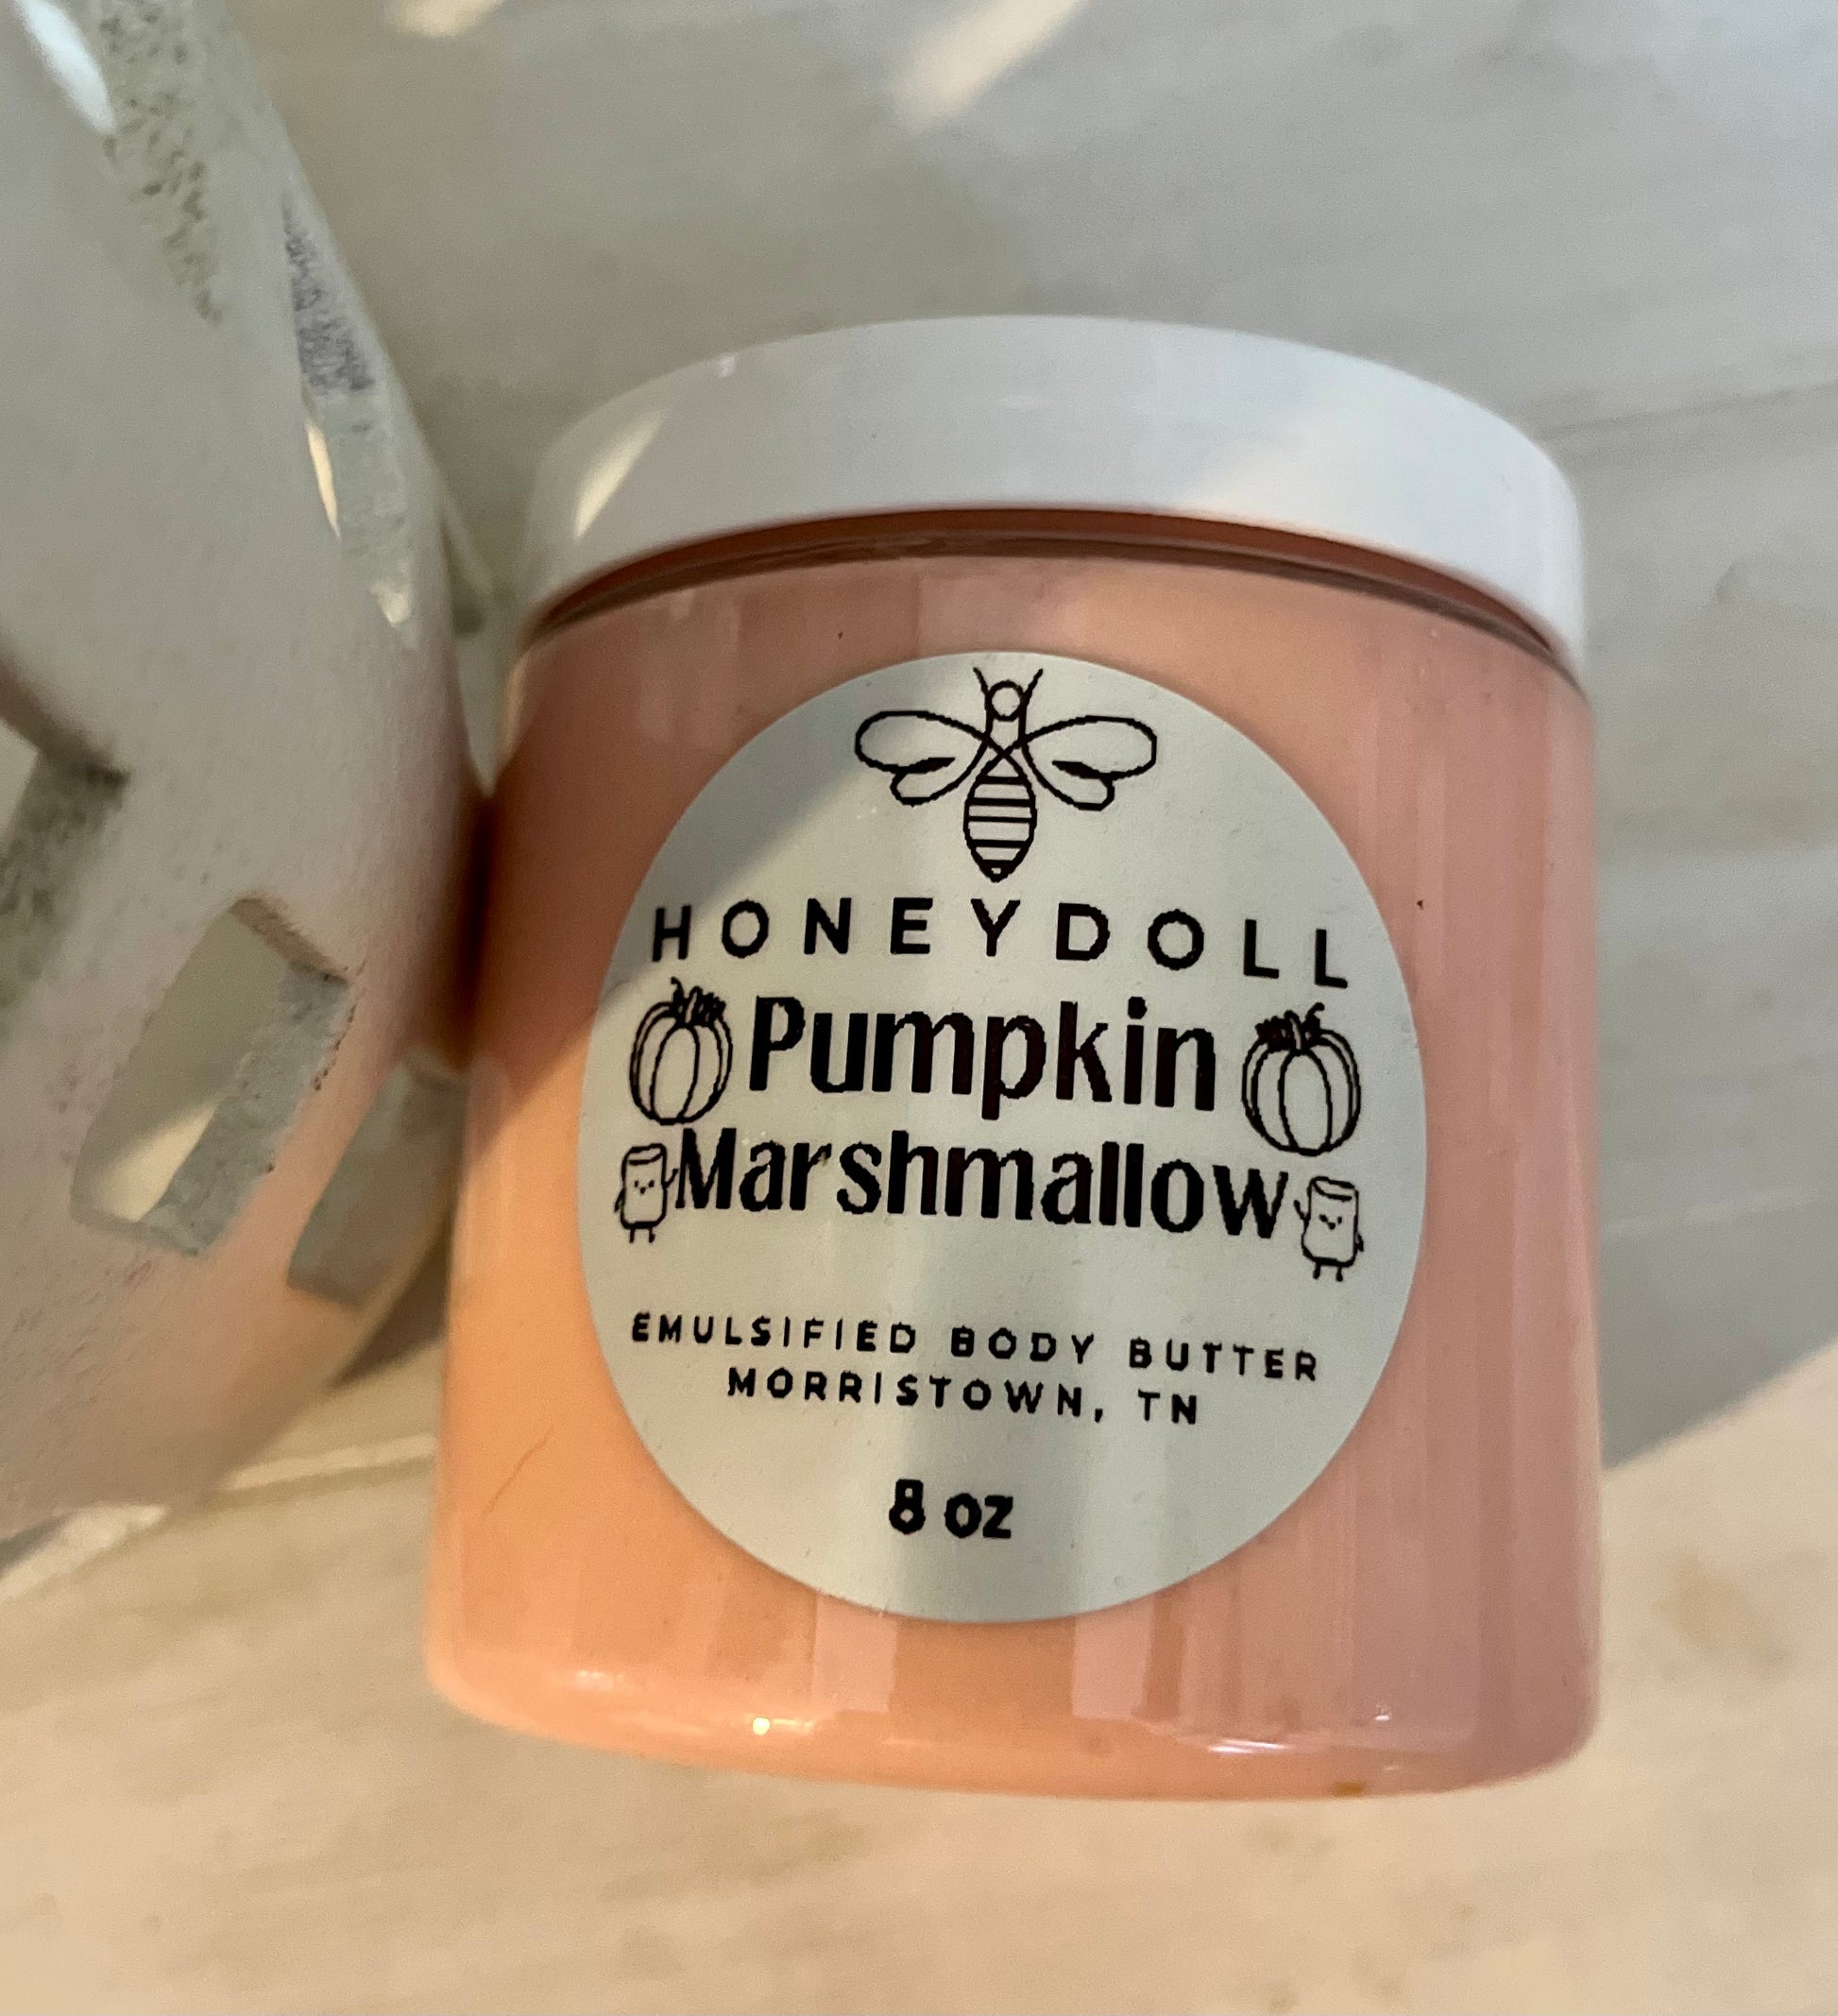 HONEYDOLL
Pumpkin
Marshmallow
EMULSIFIED BODY BUTTER
MORRISTOWN, TN
8 oz